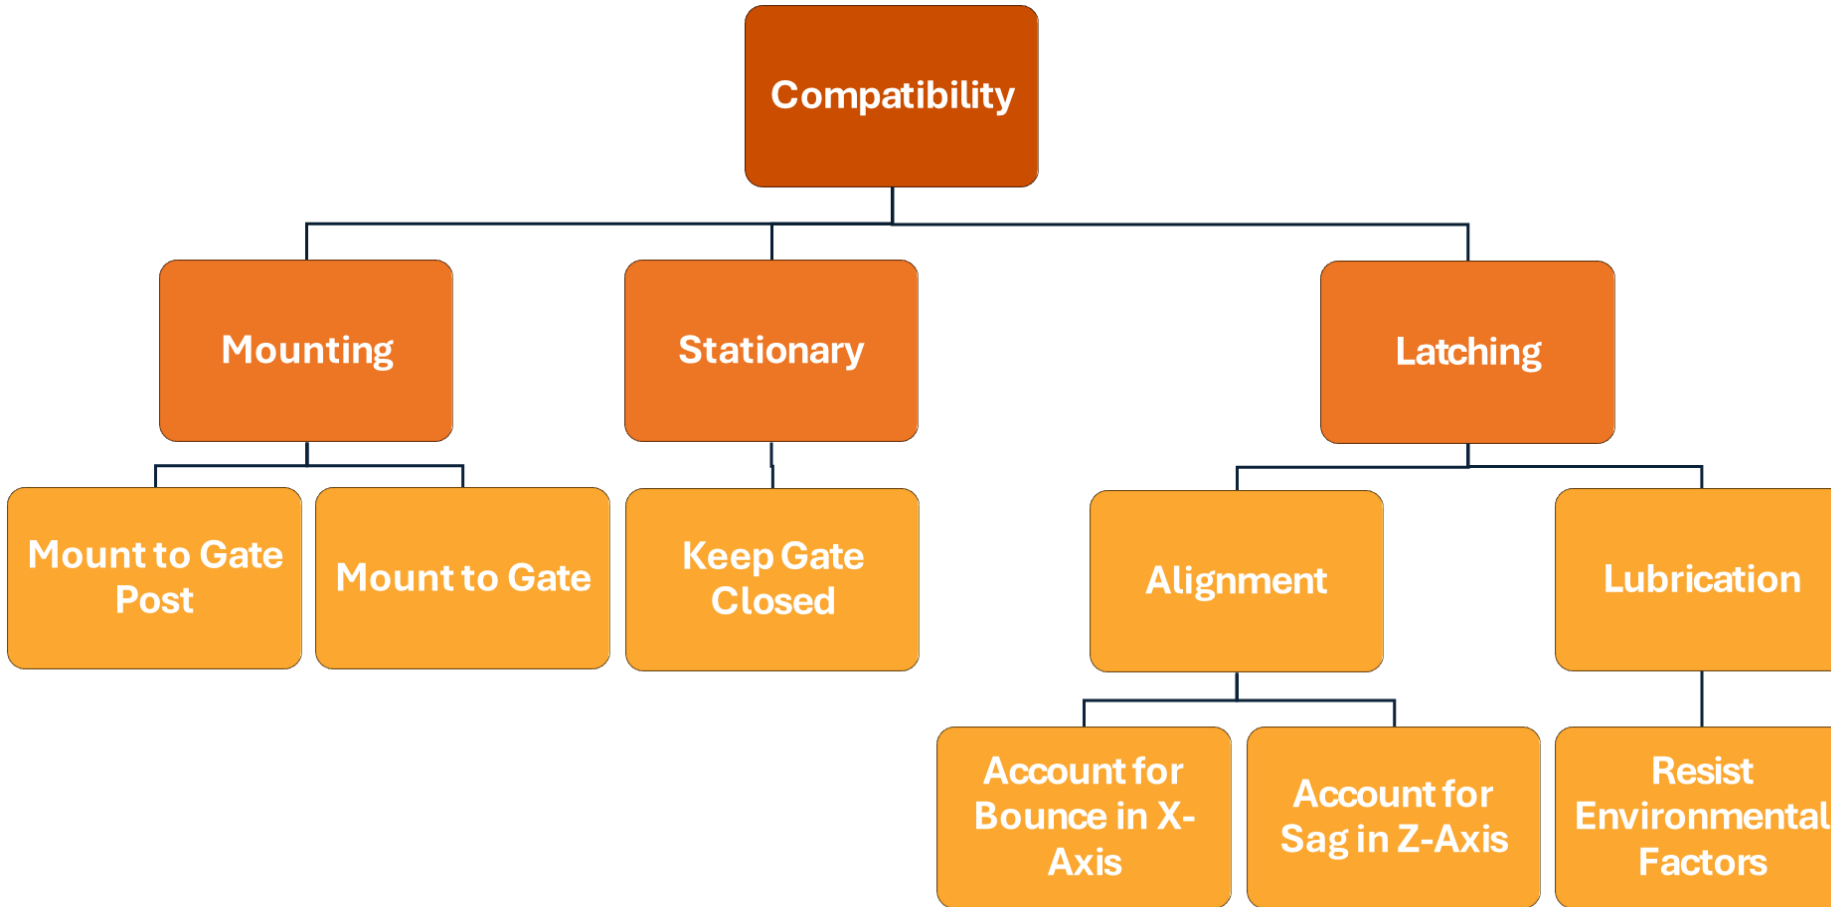 Compatibility
Mounting
Stationary
Latching
Mount to Gate
Post
Mount to Gate
Keep Gate
Closed
Alignment
Lubrication
Account for
Bounce in X-
Axis
Account for
Sag in Z-Axis
Resist
Environmental
Factors